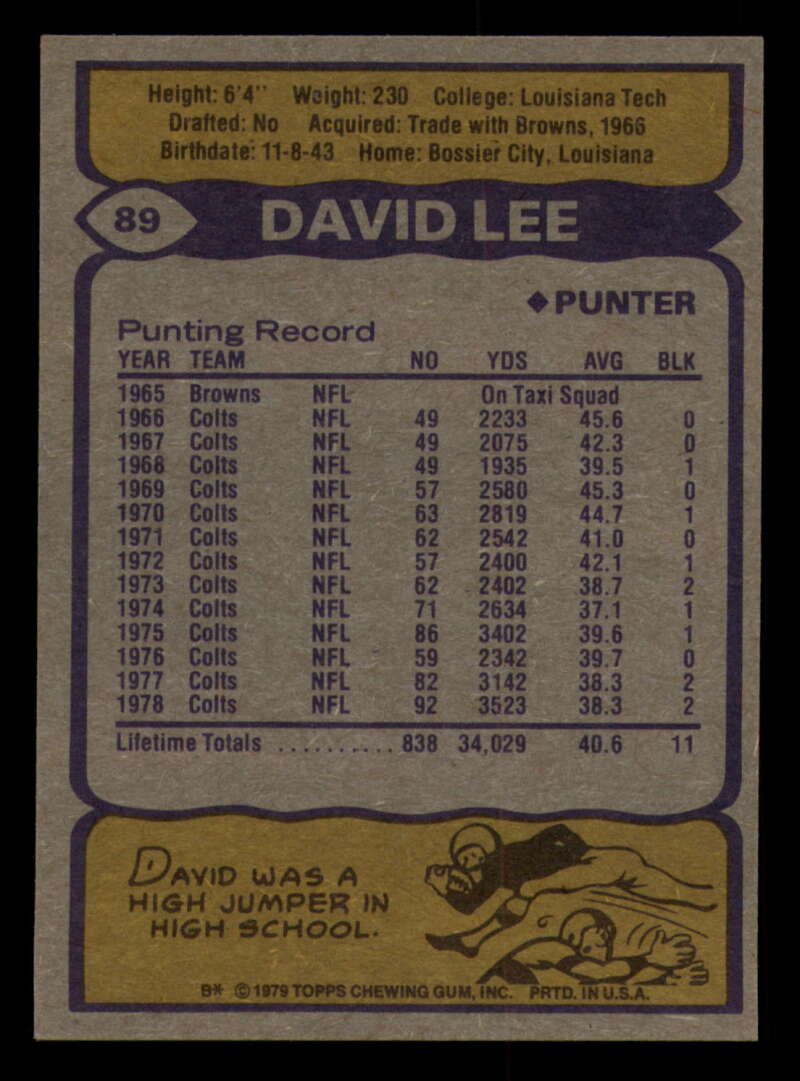 Height: 6'4" Weight: 230 College: Louisiana Tech
Drafted: No Acquired: Trade with Browns, 1966
Birthdate: 11-8-43 Home: Bossier City, Louisiana
89 DAVID LEE
◆PUNTER
Punting Record
YEAR TEAM NO YDS AVG BLK
1965 Browns NFL On Taxi Squad
1966 Colts NFL 49 2233 45.6 0
1967 Colts NFL 49 2075 42.3 0
1968 Colts NFL 49 1935 39.5 1
1969 Colts NFL 57 2580 45.3 0
1970 Colts NFL 63 2819 44.7 1
1971 Colts NFL 62 2542 41.0 0
1972 Colts NFL 57 2400 42.1 1
1973 Colts NFL 62 2402 38.7 2
1974 Colts NFL 71 2634 37.1 1
1975 Colts NFL 86 3402 39.6 1
1976 Colts NFL 59 2342 39.7 0
1977 Colts NFL 82 3142 38.3 2
1978 Colts NFL 92 3523 38.3 2
Lifetime Totals .......... 838 34,029 40.6 11
DAVID WAS A
HIGH JUMPER IN
HIGH SCHOOL.
B* © 1979 TOPPS CHEWING GUM, INC. PRTD. IN U.S.A.